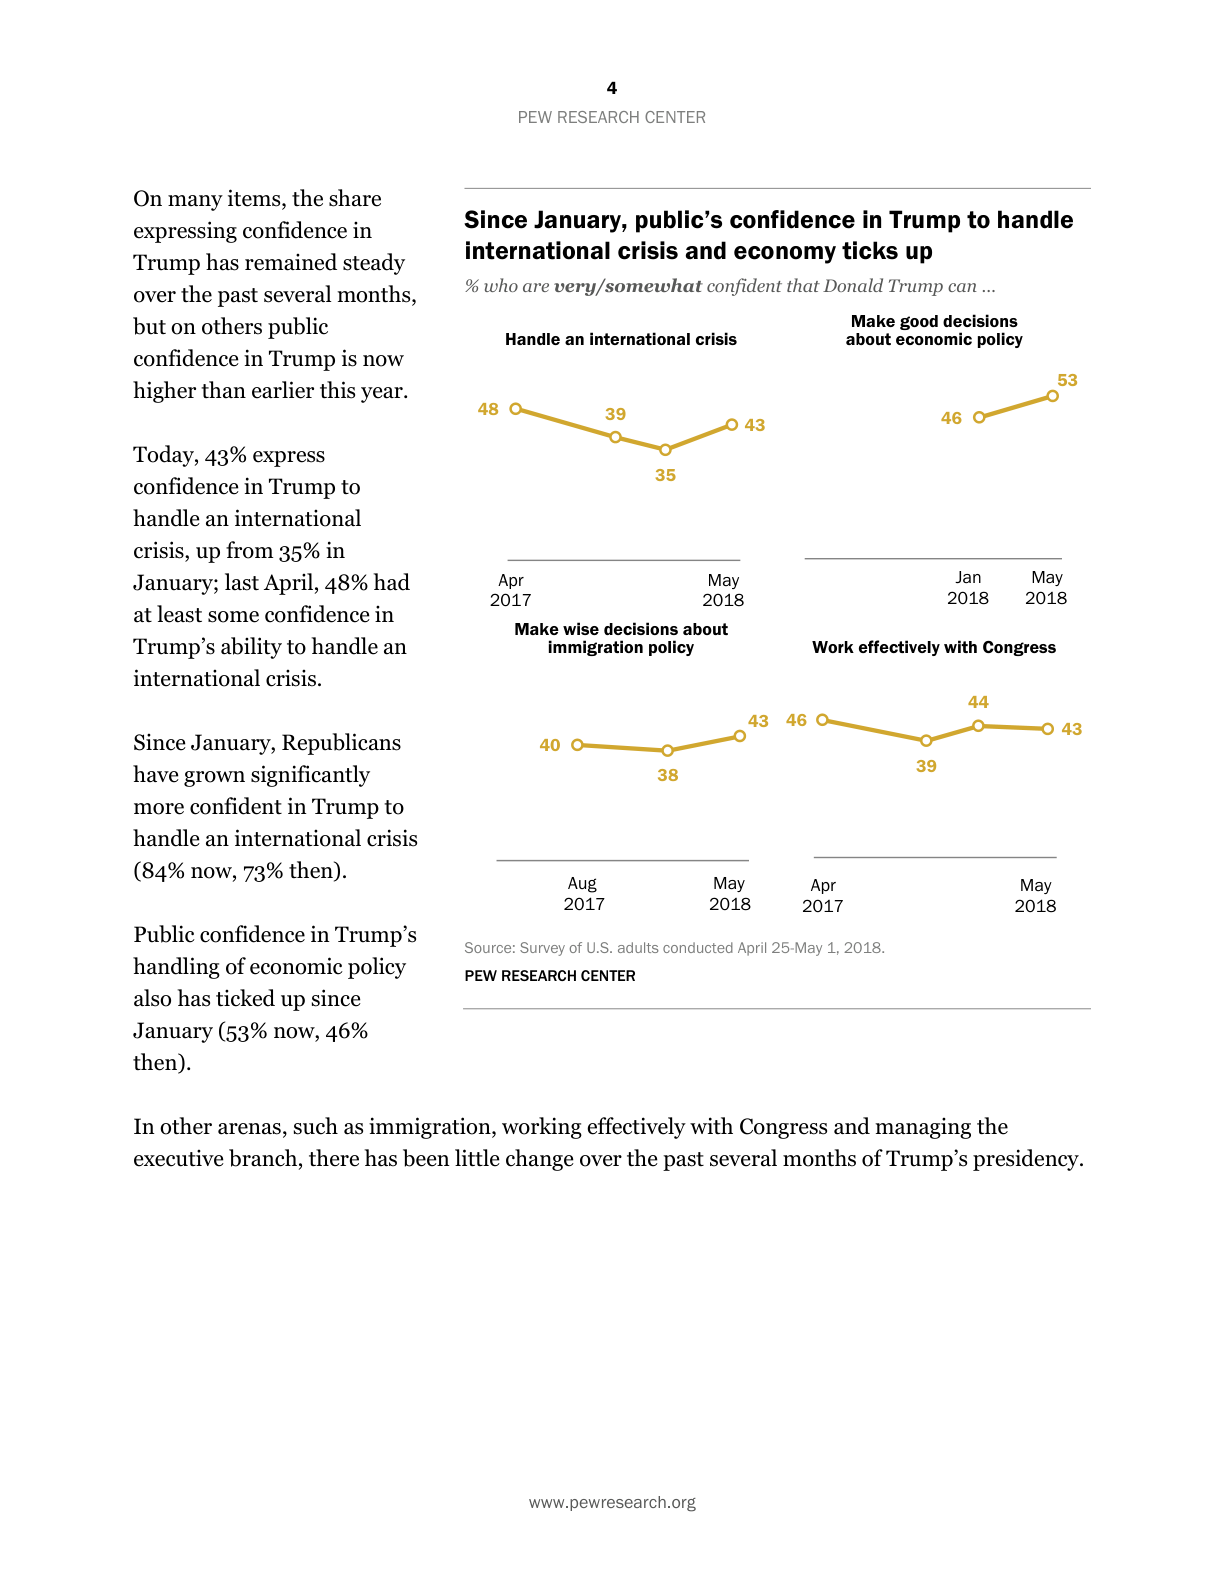 4
PEW RESEARCH CENTER
On many items, the share
expressing confidence in
Trump has remained steady
over the past several months,
but on others public
confidence in Trump is now
higher than earlier this year.
Today, 43% express
confidence in Trump to
handle an international
crisis, up from 35% in
January; last April, 48% had
at least some confidence in
Trump’s ability to handle an
international crisis.
Since January, Republicans
have grown significantly
more confident in Trump to
handle an international crisis
(84% now, 73% then).
Public confidence in Trump’s
handling of economic policy
also has ticked up since
January (53% now, 46%
then).
Since January, public’s confidence in Trump to handle
international crisis and economy ticks up
% who are very/somewhat confident that Donald Trump can ...
Handle an international crisis
48
39
35
43
Apr
2017
May
2018
Make good decisions
about economic policy
46
53
Jan
2018
May
2018
Make wise decisions about
immigration policy
40
38
43
Aug
2017
May
2018
Work effectively with Congress
46
39
44
43
Apr
2017
May
2018
Source: Survey of U.S. adults conducted April 25-May 1, 2018.
PEW RESEARCH CENTER
In other arenas, such as immigration, working effectively with Congress and managing the
executive branch, there has been little change over the past several months of Trump’s presidency.
www.pewresearch.org